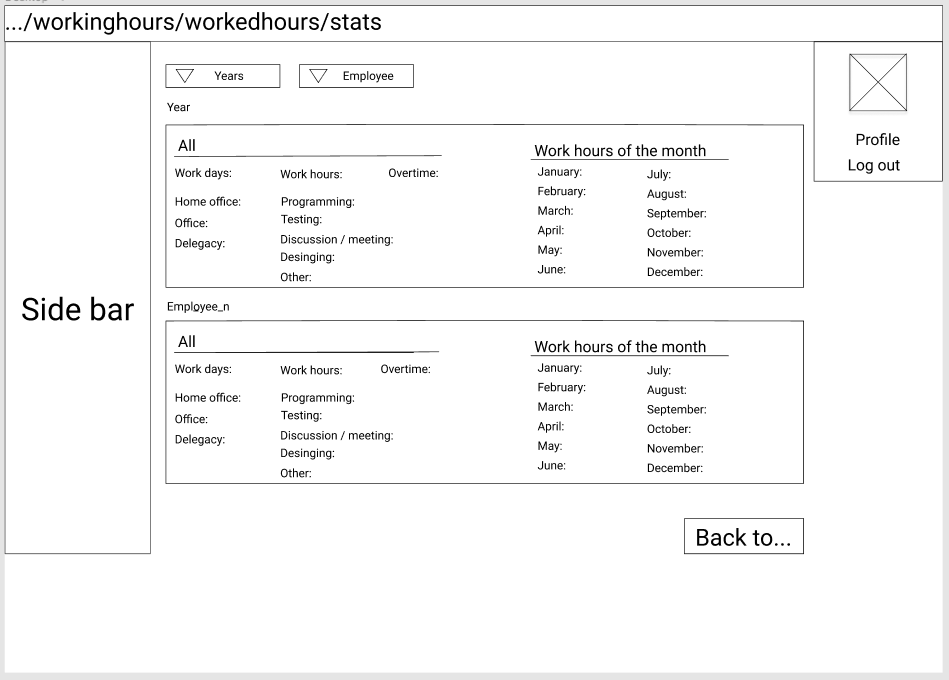 .../workinghours/workedhours/stats
Side bar
Years
Employee
Profile
Log out
Year
All
Work days:
Work hours:
Overtime:
Home office:
Office:
Delegacy:
Programming:
Testing:
Discussion / meeting:
Desinging:
Other:
Work hours of the month
January:
February:
March:
April:
May:
June:
July:
August:
September:
October:
November:
December:
Employee_n
All
Work days:
Work hours:
Overtime:
Home office:
Office:
Delegacy:
Programming:
Testing:
Discussion / meeting:
Desinging:
Other:
Work hours of the month
January:
February:
March:
April:
May:
June:
July:
August:
September:
October:
November:
December:
Back to...